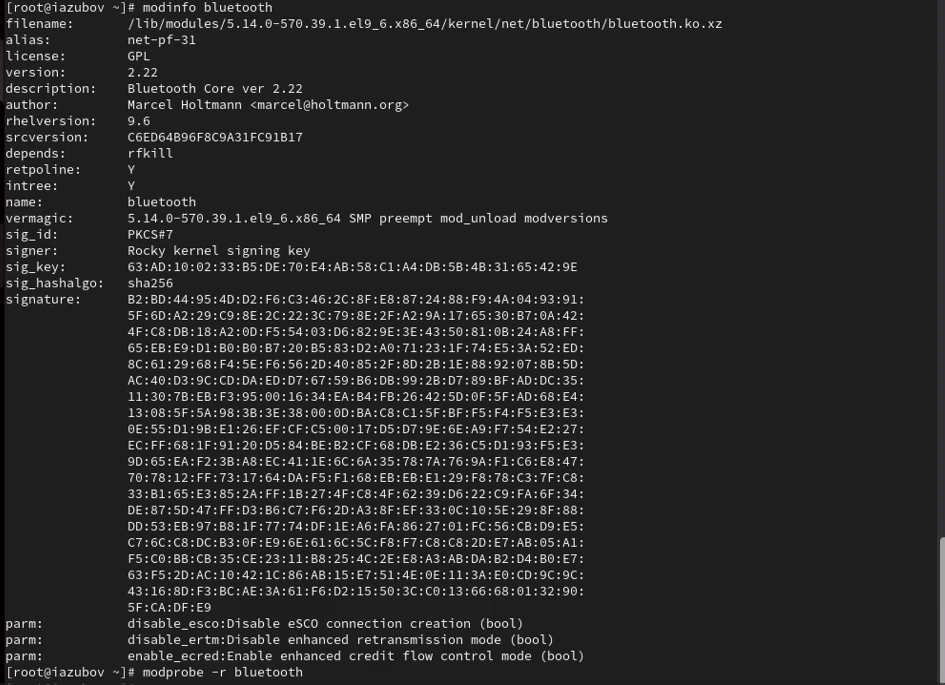 [root@iazubov ~]# modinfo bluetooth
filename:       /lib/modules/5.14.0-570.39.1.el9_6.x86_64/kernel/net/bluetooth/bluetooth.ko.xz
alias:          net-pf-31
license:        GPL
version:        2.22
description:    Bluetooth Core ver 2.22
author:         Marcel Holtmann <marcel@holtmann.org>
rhelversion:    9.6
srcversion:     C6ED64B96F8C9A31FC91B17
depends:        rfkill
retpoline:      Y
intree:         Y
name:           bluetooth
vermagic:       5.14.0-570.39.1.el9_6.x86_64 SMP preempt mod_unload modversions
sig_id:         PKCS#7
signer:         Rocky kernel signing key
sig_key:        63:AD:10:02:33:B5:DE:70:E4:AB:58:C1:A4:DB:5B:4B:31:65:42:9E
sig_hashalgo:   sha256
signature:      B2:BD:44:95:4D:D2:F6:C3:46:2C:8F:E8:87:24:88:F9:4A:04:93:91:
                5F:6D:A2:29:C9:8E:2C:22:3C:79:8E:2F:A2:9A:17:65:30:B7:0A:42:
                4F:C8:DB:18:A2:0D:F5:54:03:D6:82:9E:3E:43:50:81:0B:24:A8:FF:
                65:EB:E9:D1:B0:B0:B7:20:B5:83:D2:A0:71:23:1F:74:E5:3A:52:ED:
                8C:61:29:68:F4:5E:F6:56:2D:40:85:2F:8D:2B:1E:88:92:07:8B:5D:
                AC:40:D3:9C:CD:DA:ED:D7:67:59:B6:DB:99:2B:D7:89:BF:AD:DC:35:
                11:30:7B:EB:F3:95:00:16:34:EA:B4:FB:26:42:5D:0F:5F:AD:68:E4:
                13:08:5F:5A:98:3B:3E:38:00:0D:BA:C8:C1:5F:BF:F5:F4:F5:E3:E3:
                0E:55:D1:9B:E1:26:EF:CF:C5:00:17:D5:D7:9E:6E:A9:F7:54:E2:27:
                EC:FF:68:1F:91:20:D5:84:BE:B2:CF:68:DB:E2:36:C5:D1:93:F5:E3:
                9D:65:EA:F2:3B:A8:EC:41:1E:6C:6A:35:78:7A:76:9A:F1:C6:E8:47:
                70:78:12:FF:73:17:64:DA:F5:F1:68:EB:EB:E1:29:F8:78:C3:7F:C8:
                33:B1:65:E3:85:2A:FF:1B:27:4F:C8:4F:62:39:D6:22:C9:FA:6F:34:
                DE:87:5D:47:FF:D3:B6:C7:F6:2D:A3:8F:EF:33:0C:10:5E:29:8F:88:
                DD:53:EB:97:B8:1F:77:74:DF:1E:A6:FA:86:27:01:FC:56:CB:D9:E5:
                C7:6C:C8:DC:B3:0F:E9:6E:61:6C:5C:F8:F7:C8:C8:2D:E7:AB:05:A1:
                F5:C0:BB:CB:35:CE:23:11:B8:25:4C:2E:E8:A3:AB:DA:B2:D4:B0:E7:
                63:F5:2D:AC:10:42:1C:86:AB:15:E7:51:4E:0E:11:3A:E0:CD:9C:9C:
                43:16:8D:F3:BC:AE:3A:61:F6:D2:15:50:3C:C0:13:66:68:01:32:90:
                5F:CA:DF:E9
parm:           disable_esco:Disable eSCO connection creation (bool)
parm:           disable_ertm:Disable enhanced retransmission mode (bool)
parm:           enable_ecred:Enable enhanced credit flow control mode (bool)
[root@iazubov ~]# modprobe -r bluetooth